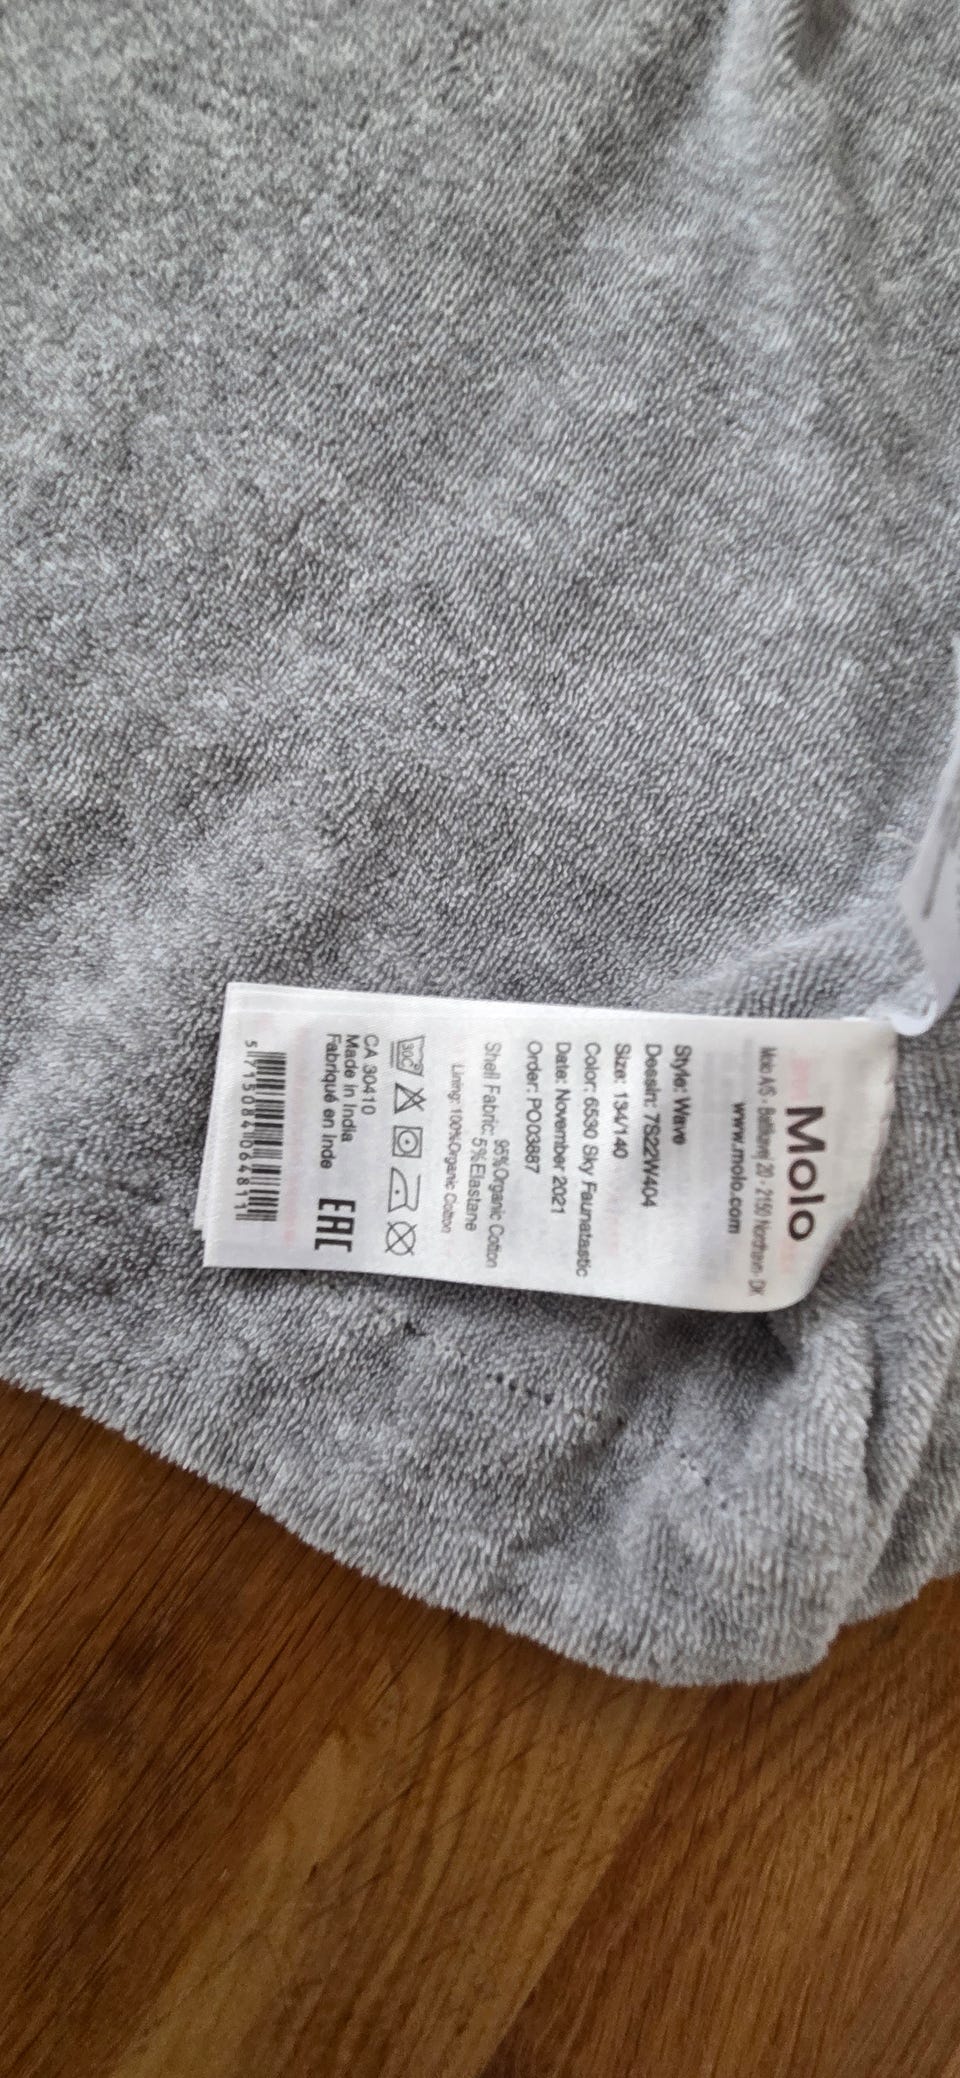 Molo
Molo A/S - 20 - 2150 Nordhavn DK
www.molo.com
Style: Wave
Dessin: 7S22W404
Size: 134/140
Color: 6530 Sky Faunatastic
Date: November 2021
Order: PO03887
Shell Fabric: 95%Organic Cotton
5%Elastane
Lining: 100%Organic Cotton
30C
CA 30410
Made in India
Fabriqué en Inde
EAC
5715084064811